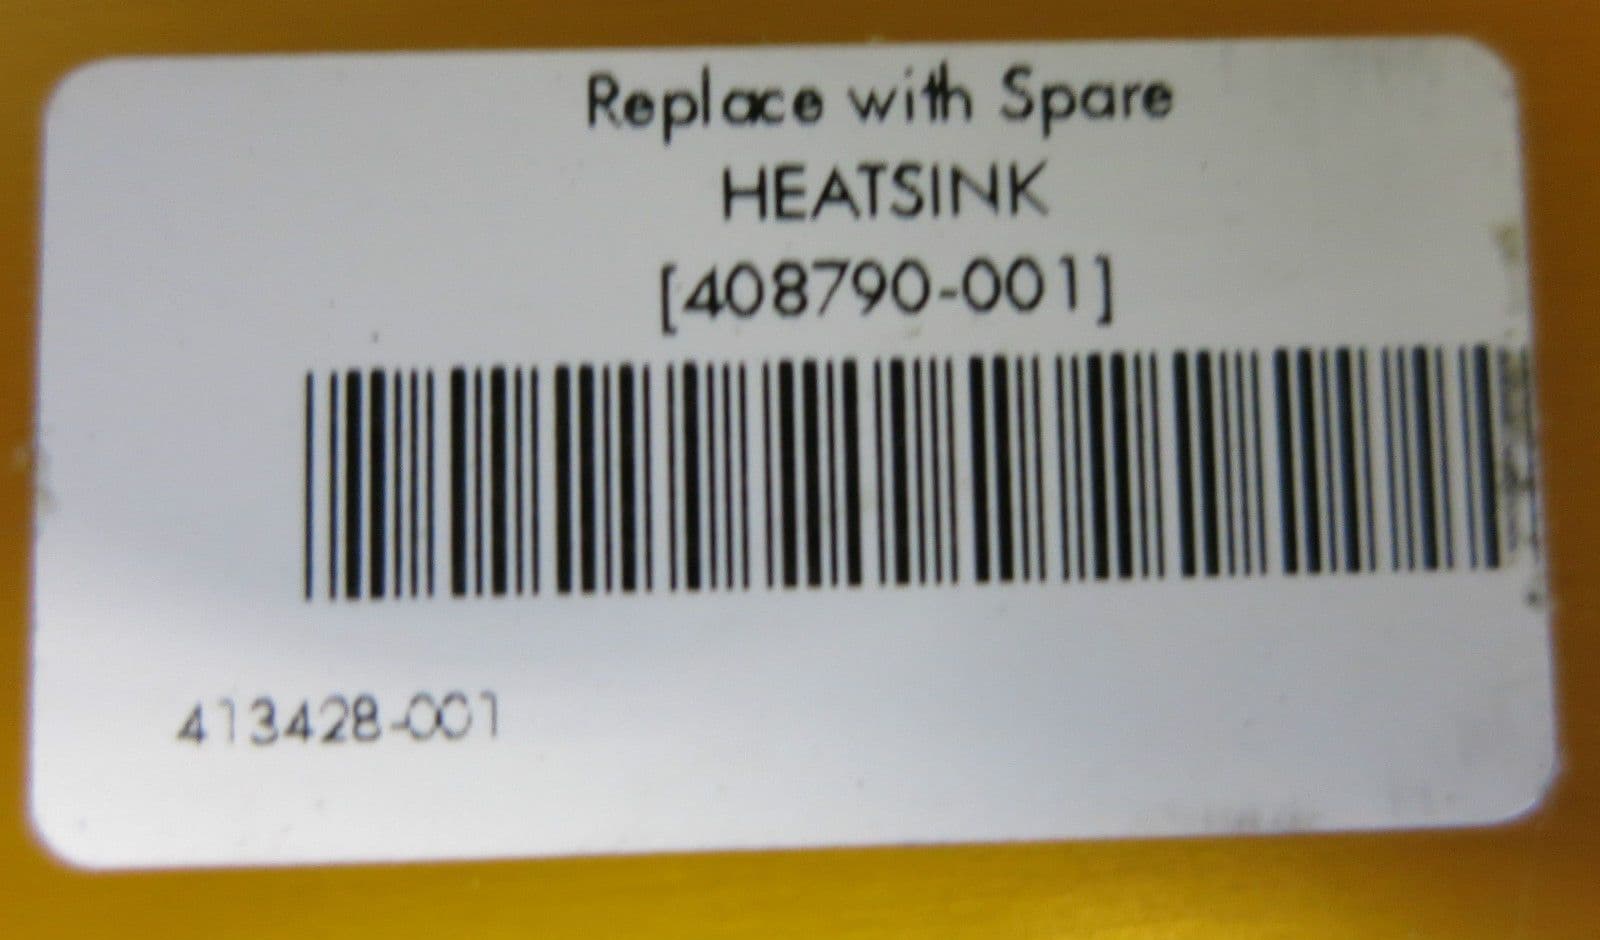 Replace with Spare
HEATSINK
[408790-001]
413428-001